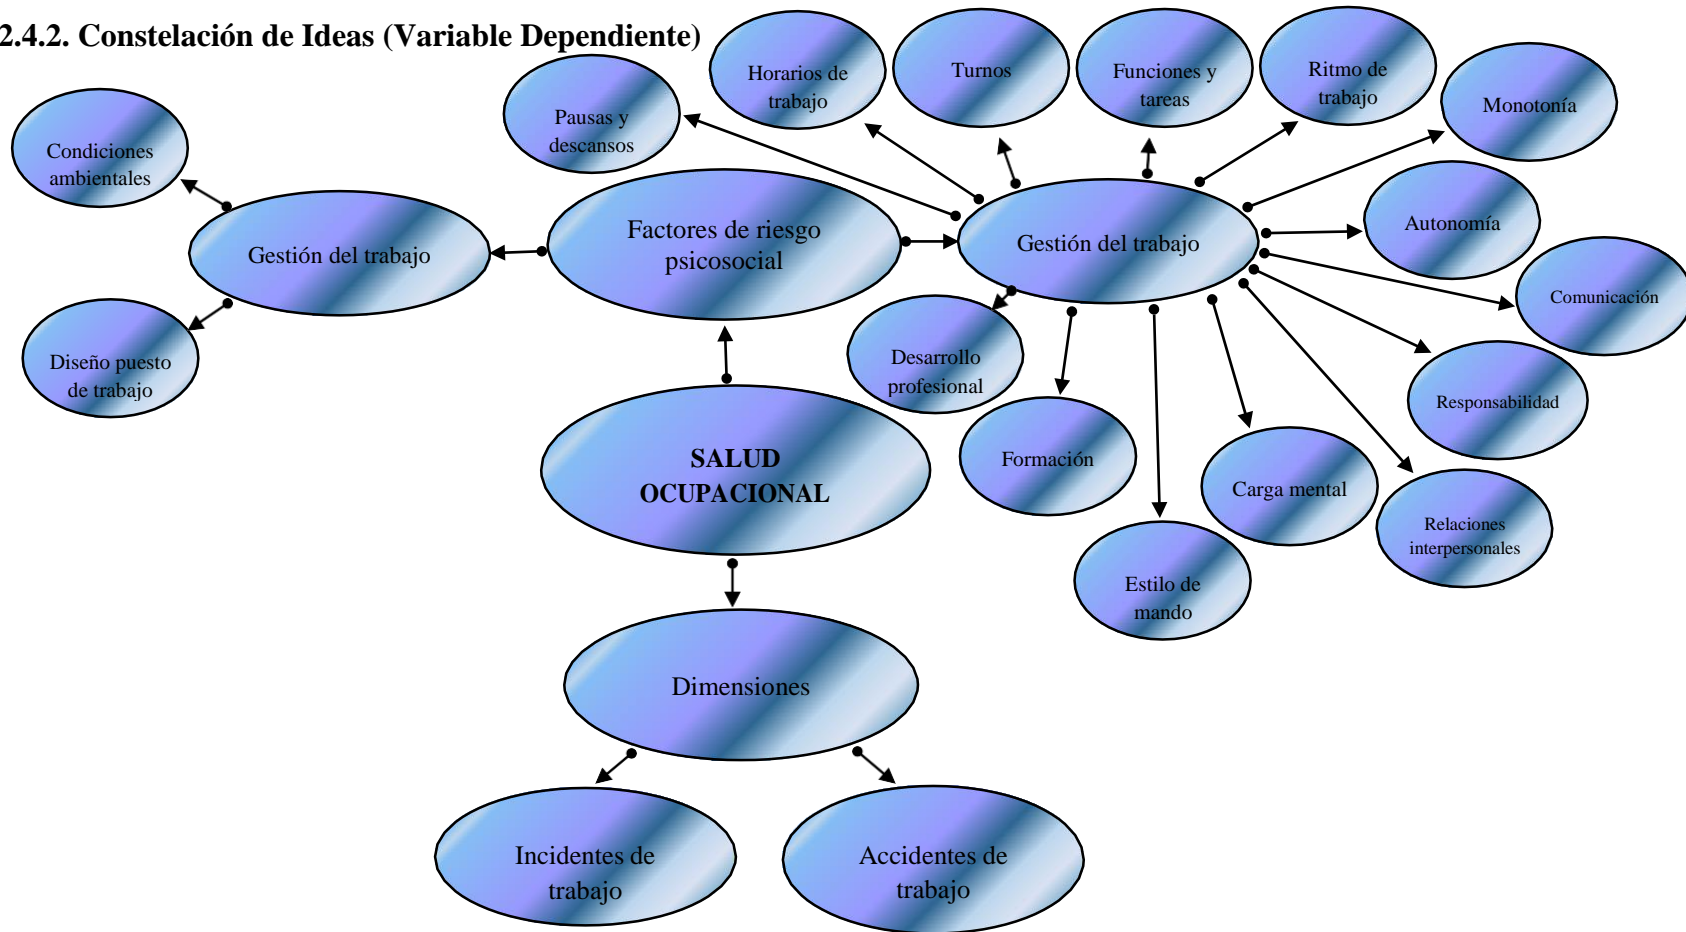 2.4.2. Constelación de Ideas (Variable Dependiente)
Horarios de
trabajo
Turnos
Funciones y
tareas
Ritmo de
trabajo
Monotonía
Pausas y
descansos
Condiciones
ambientales
Gestión del trabajo
Factores de riesgo
psicosocial
Gestión del trabajo
Autonomía
Comunicación
Diseño puesto
de trabajo
Desarrollo
profesional
Responsabilidad
SALUD
OCUPACIONAL
Formación
Carga mental
Relaciones
interpersonales
Estilo de
mando
Dimensiones
Incidentes de
trabajo
Accidentes de
trabajo